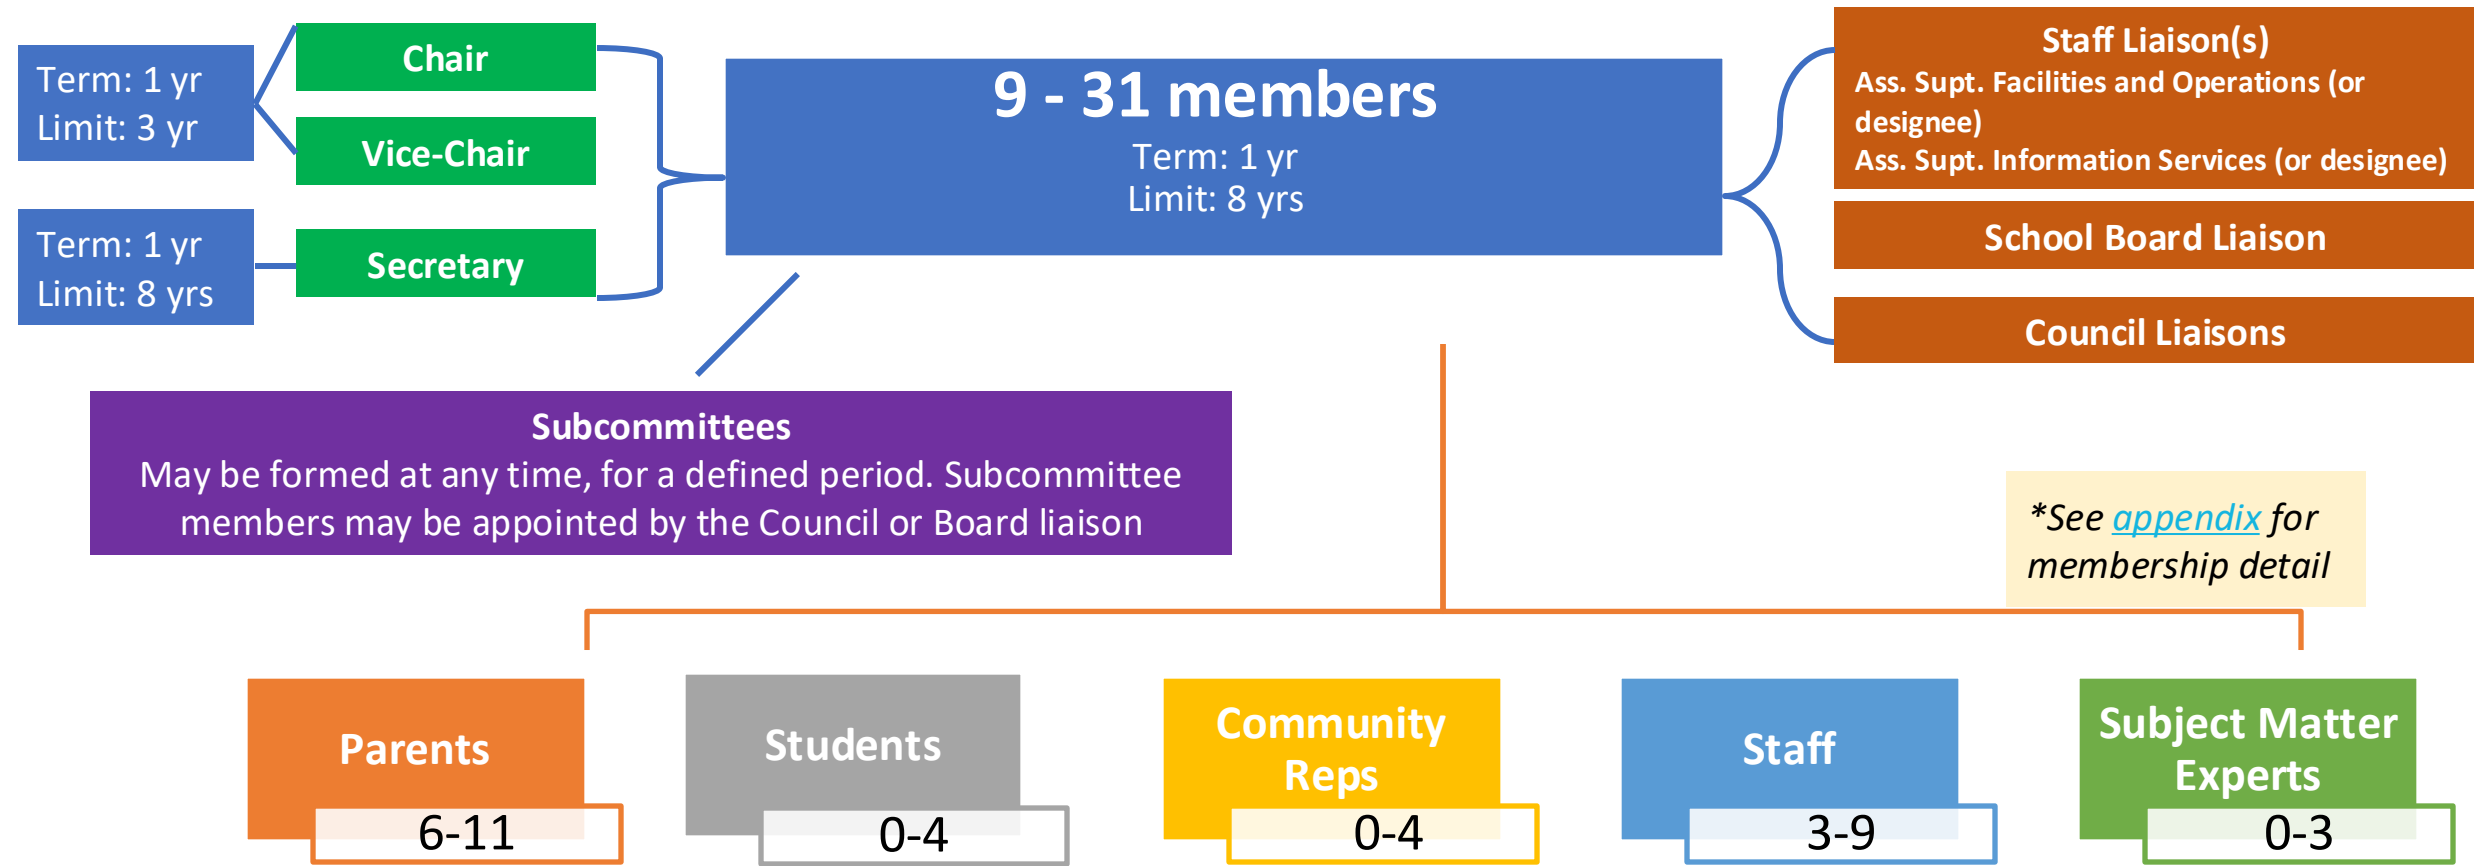 Term: 1 yr
Limit: 3 yr
Chair
Vice-Chair
Term: 1 yr
Limit: 8 yrs
Secretary
9 - 31 members
Term: 1 yr
Limit: 8 yrs
Staff Liaison(s)
Ass. Supt. Facilities and Operations (or
designee)
Ass. Supt. Information Services (or designee)
School Board Liaison
Council Liaisons
Subcommittees
May be formed at any time, for a defined period. Subcommittee
members may be appointed by the Council or Board liaison
*See appendix for
membership detail
Parents
6-11
Students
0-4
Community
Reps
0-4
Staff
3-9
Subject Matter
Experts
0-3